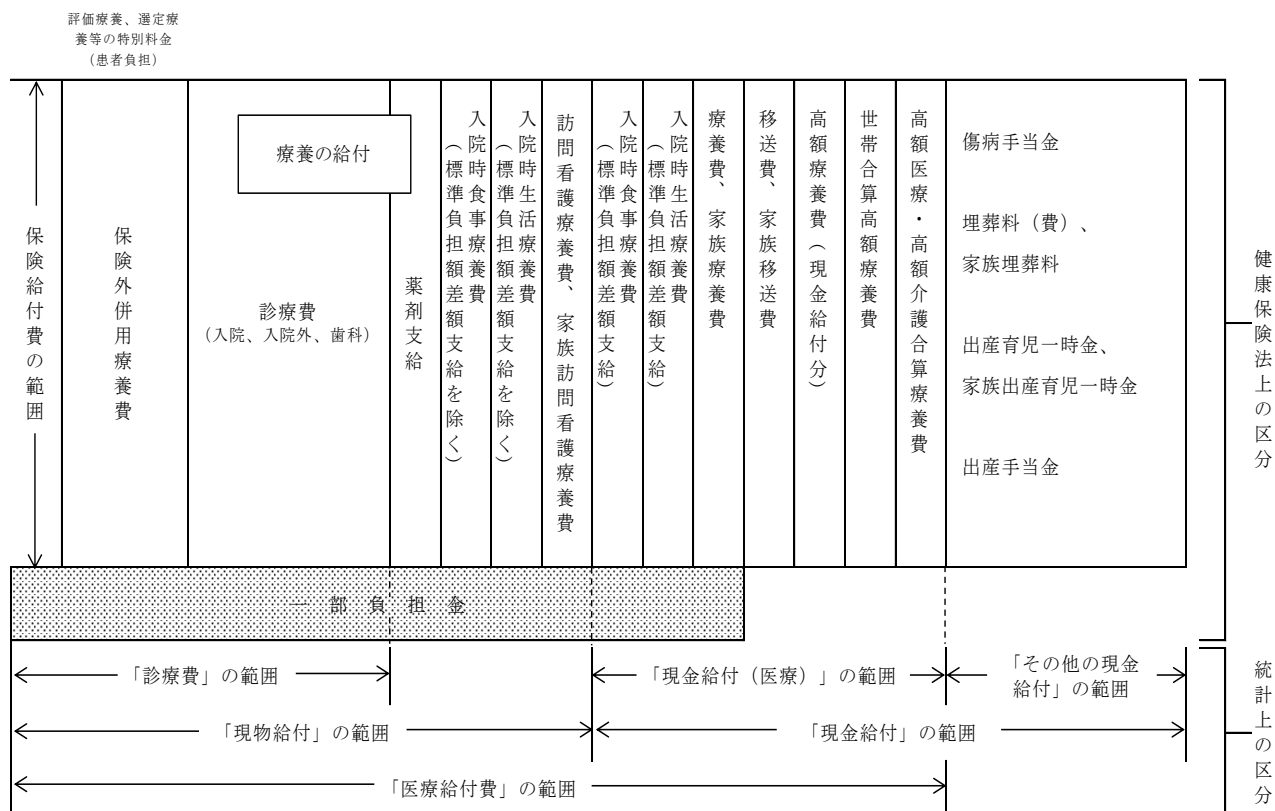 評価療養、選定療
養等の特別料金
（患者負担）
保険給付費の範囲
保険外併用療養費
療養の給付
診療費
（入院、入院外、歯科）
薬剤支給
入院時食事療養費
（標準負担額差額支給を除く）
入院時生活療養費
（標準負担額差額支給を除く）
訪問看護療養費、家族訪問看護療養費
入院時食事療養費
（標準負担額差額支給）
入院時生活療養費
（標準負担額差額支給）
療養費、家族療養費
移送費、家族移送費
高額療養費（現金給付分）
世帯合算高額療養費
高額医療・高額介護合算療養費
傷病手当金
埋葬料（費）、
家族埋葬料
出産育児一時金、
家族出産育児一時金
出産手当金
健康保険法上の区分
一部負担金
「診療費」の範囲
「現金給付（医療）」の範囲
「その他の現金
給付」の範囲
「現物給付」の範囲
「現金給付」の範囲
「医療給付費」の範囲
統計上の区分